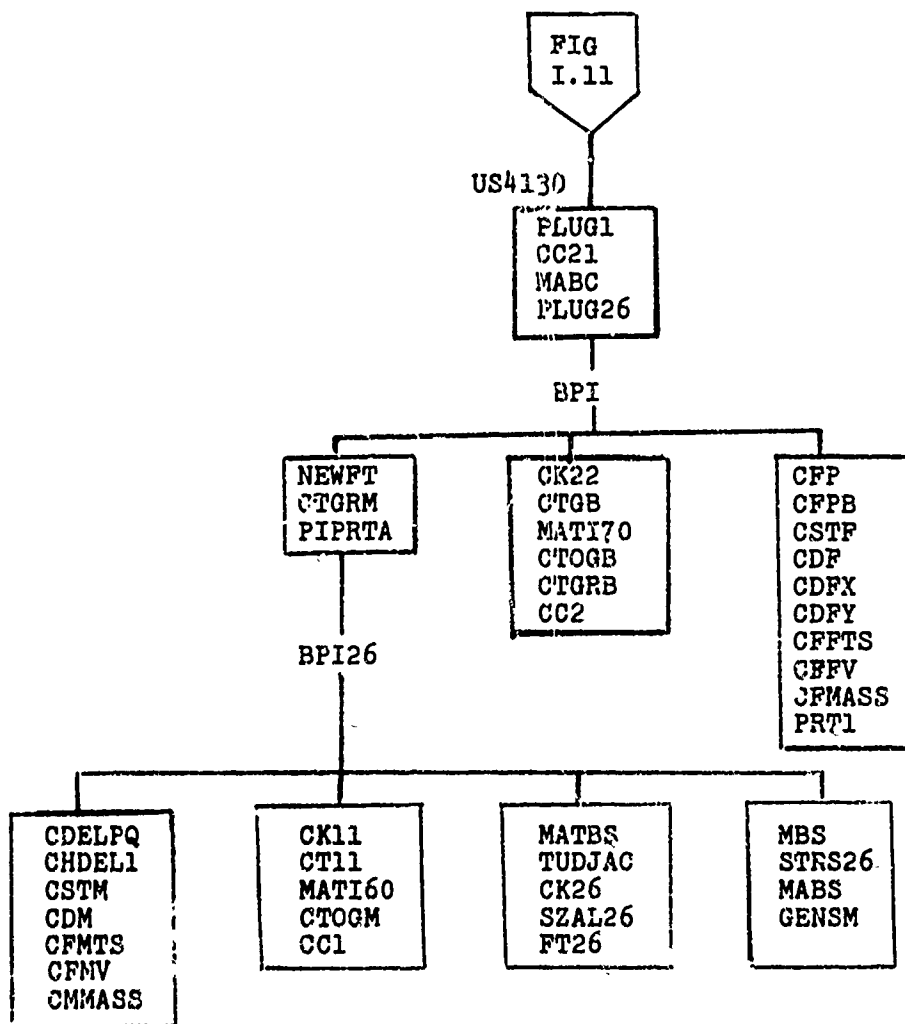 FIG
I.11
US4130
PLUG1
CC21
MABC
PLUG26
BPI
NEWFT
CTGRM
PIPRTA
CK22
CTGB
MATI70
CTOGB
CTGRB
CC2
CFP
CFPB
CSTF
CDF
CDFX
CDFY
CFFTS
CFFV
CFMASS
PRT1
BPI26
CDELPQ
CHDEL1
CSTM
CDM
CFMTS
CFMV
CMMASS
CK11
CT11
MATI60
CTOGM
CC1
MATBS
TUDJAC
CK26
SZAL26
FT26
MBS
STRS26
MABS
GENSM